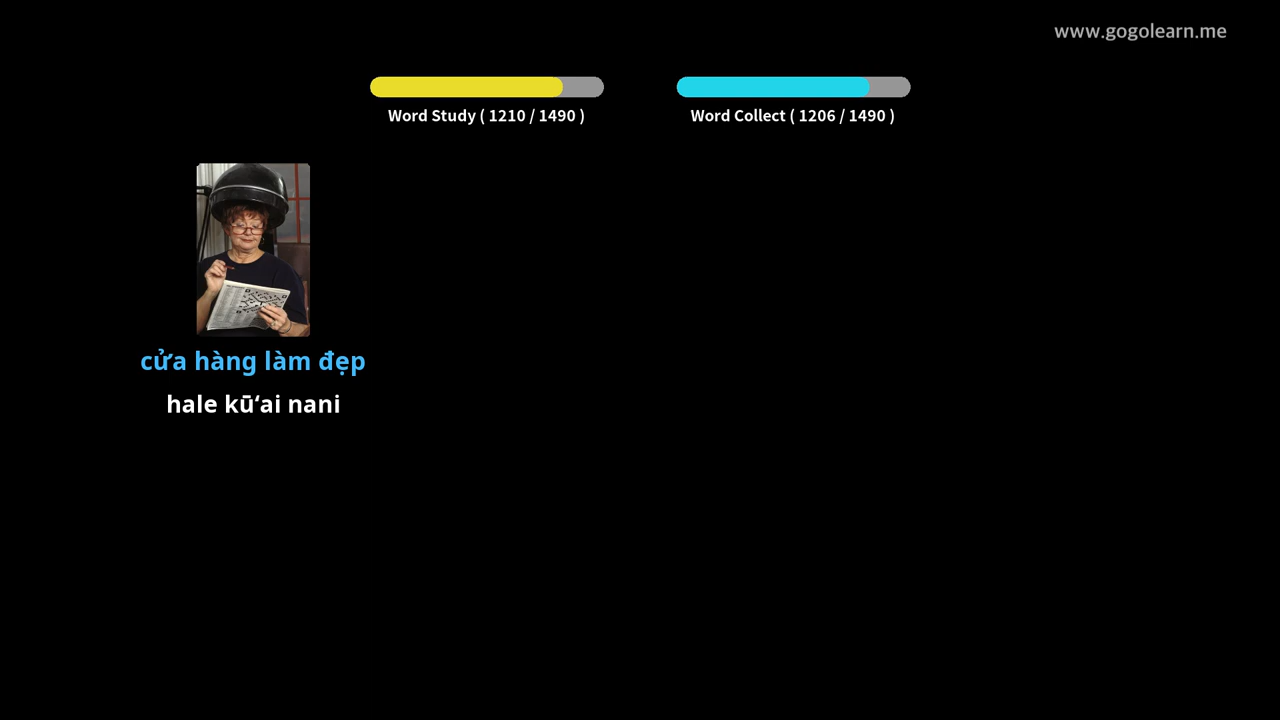 www.gogolearn.me
Word Study ( 1210 / 1490 )
Word Collect ( 1206 / 1490 )
cửa hàng làm đẹp
hale kūʻai nani